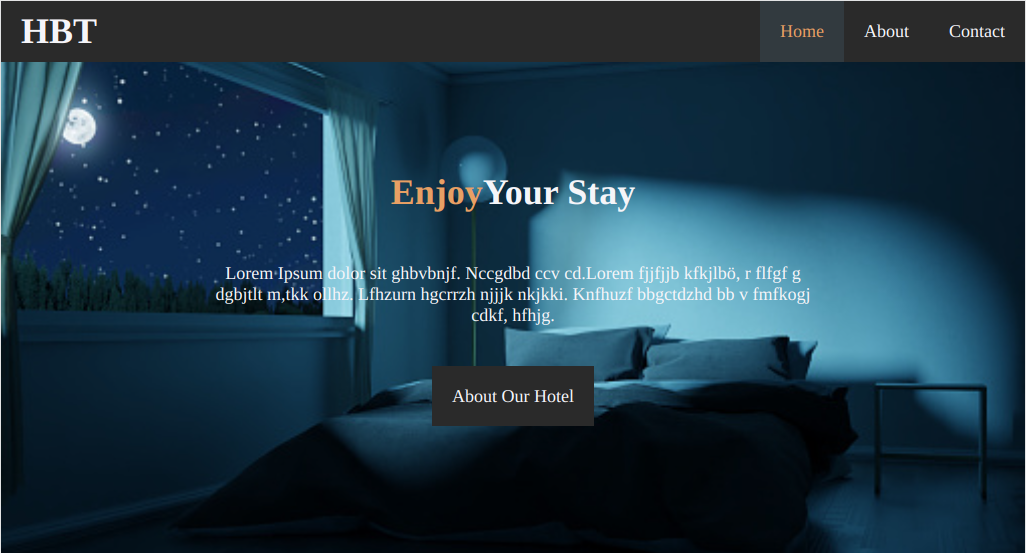 HBT
Home About Contact
EnjoyYour Stay
Lorem Ipsum dolor sit ghbvbnjf. Nccgdbd ccv cd.Lorem fjjfjjb kfkjlbö, r flfgf g
dgbjtlt m,tkk ollhz. Lfhzurn hgcrrzh njjjk nkjkki. Knfhuzf bbgctdzhd bb v fmfkogj
cdkf, hfhjg.
About Our Hotel